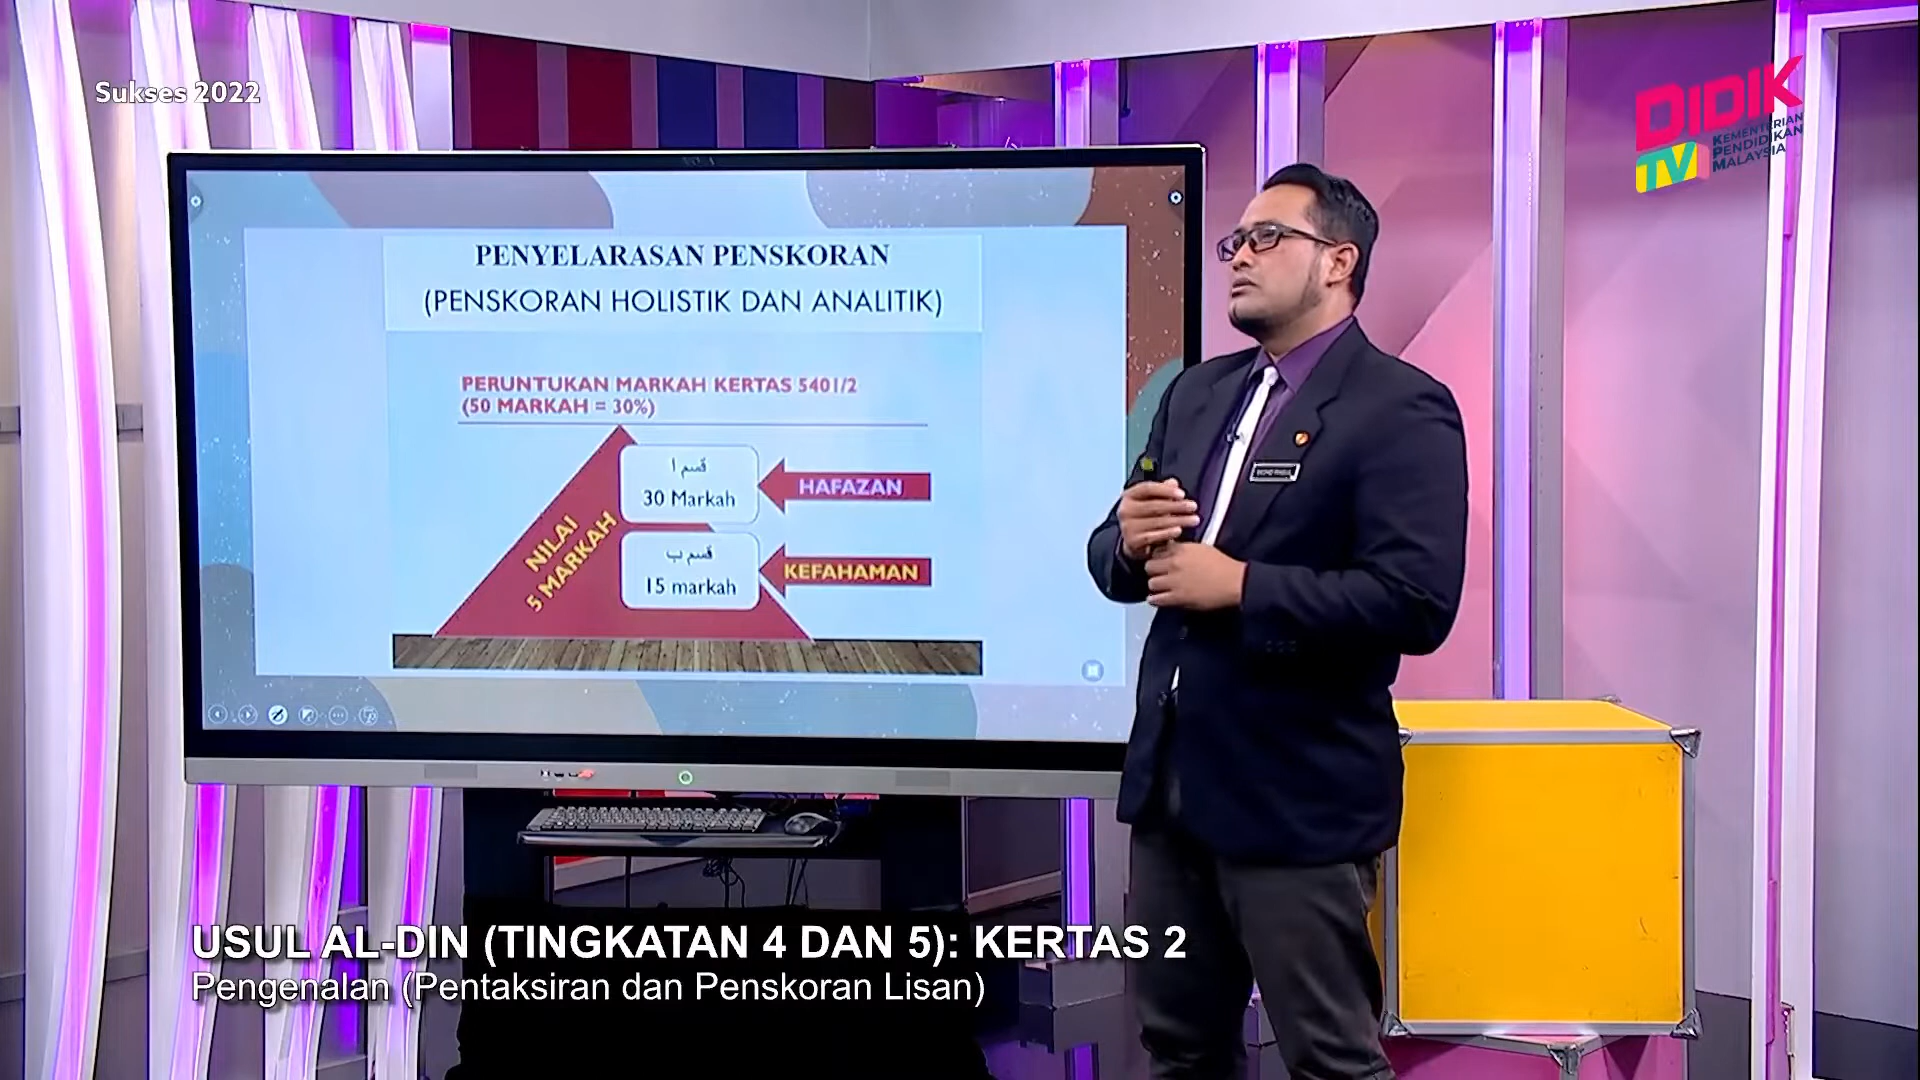 Sukses 2022
DIDIK
TV
KEMENTERIAN
PENDIDIKAN
MALAYSIA
PENYELARASAN PENSKORAN
(PENSKORAN HOLISTIK DAN ANALITIK)
PERUNTUKAN MARKAH KERTAS 5401/2
(50 MARKAH = 30%)
قسم ا
30 Markah
HAFAZAN
NILAI
5 MARKAH
قسم ب
15 markah
KEFAHAMAN
USUL AL-DIN (TINGKATAN 4 DAN 5): KERTAS 2
Pengenalan (Pentaksiran dan Penskoran Lisan)